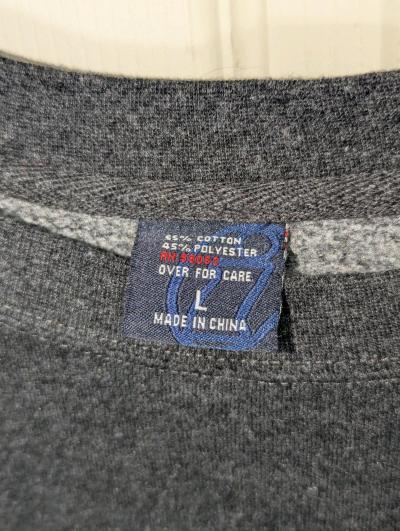 55% COTTON
45% POLYESTER
OVER FOR CARE
L
MADE IN CHINA